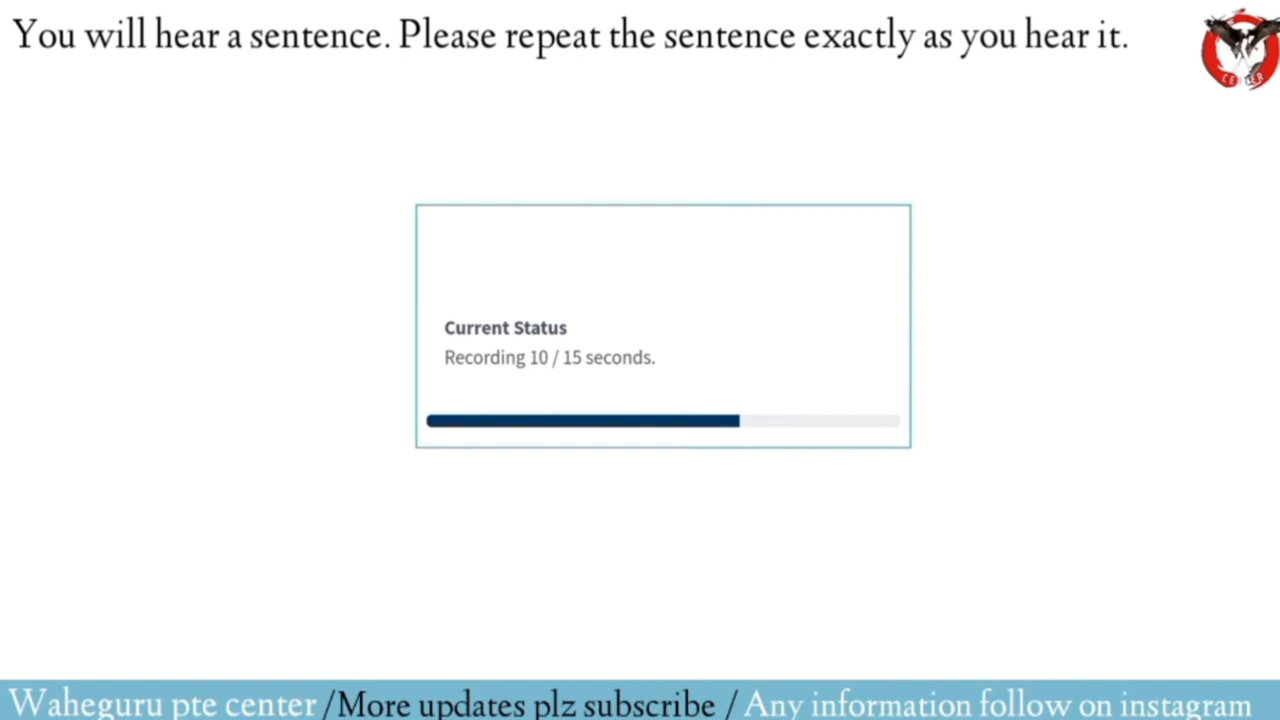 You will hear a sentence. Please repeat the sentence exactly as you hear it.
CENTER
Current Status
Recording 10 / 15 seconds.
Waheguru pte center /More updates plz subscribe / Any information follow on instagram